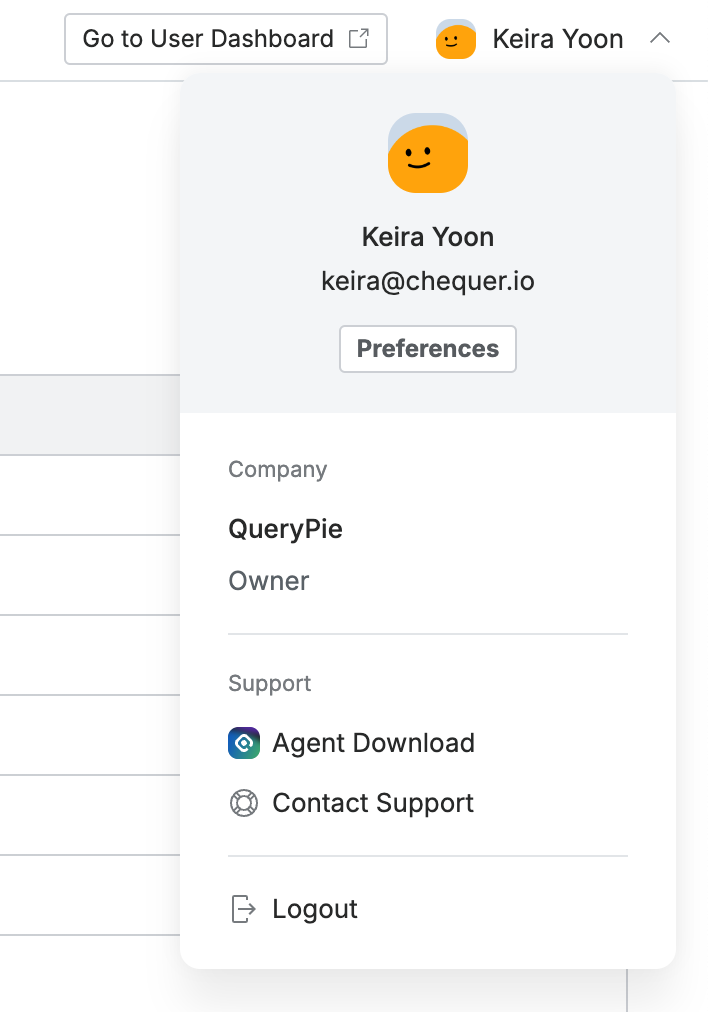 Go to User Dashboard
Keira Yoon
Keira Yoon
keira@chequer.io
Preferences
Company
QueryPie
Owner
Support
Agent Download
Contact Support
Logout